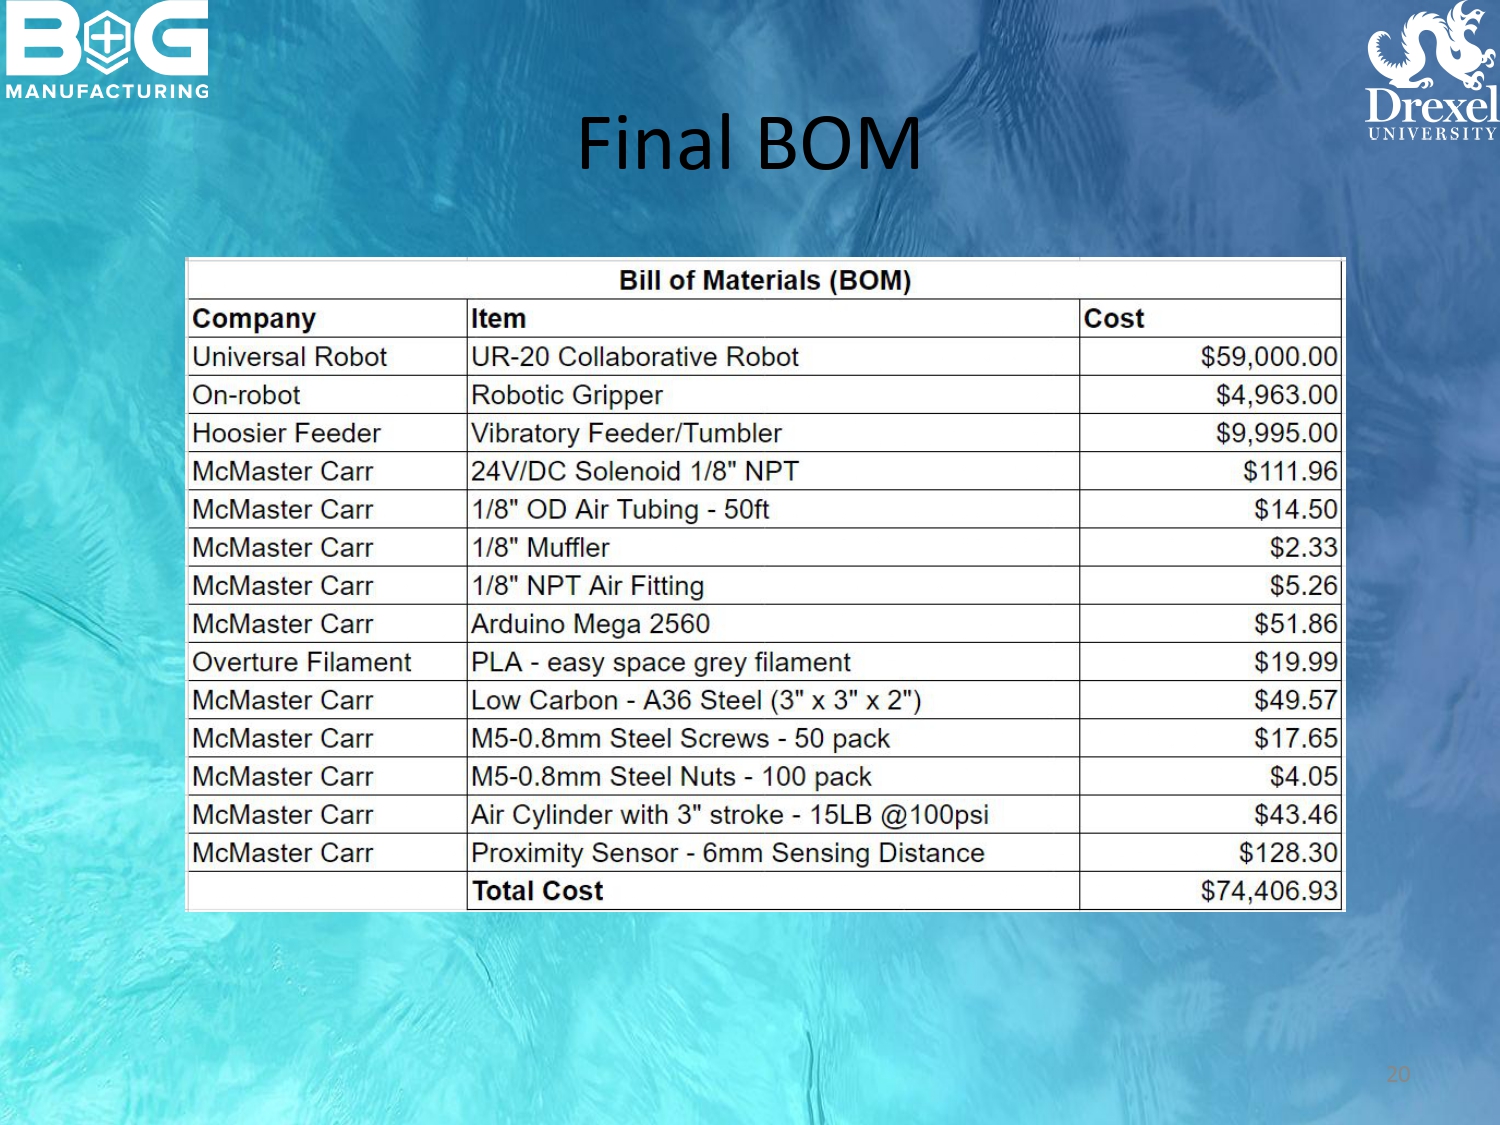 BG
MANUFACTURING
Drexel
UNIVERSITY
Final BOM
Bill of Materials (BOM)
Company Item Cost
Universal Robot UR-20 Collaborative Robot $59,000.00
On-robot Robotic Gripper $4,963.00
Hoosier Feeder Vibratory Feeder/Tumbler $9,995.00
McMaster Carr 24V/DC Solenoid 1/8" NPT $111.96
McMaster Carr 1/8" OD Air Tubing - 50ft $14.50
McMaster Carr 1/8" Muffler $2.33
McMaster Carr 1/8" NPT Air Fitting $5.26
McMaster Carr Arduino Mega 2560 $51.86
Overture Filament PLA - easy space grey filament $19.99
McMaster Carr Low Carbon - A36 Steel (3" x 3" x 2") $49.57
McMaster Carr M5-0.8mm Steel Screws - 50 pack $17.65
McMaster Carr M5-0.8mm Steel Nuts - 100 pack $4.05
McMaster Carr Air Cylinder with 3" stroke - 15LB @100psi $43.46
McMaster Carr Proximity Sensor - 6mm Sensing Distance $128.30
Total Cost $74,406.93
20